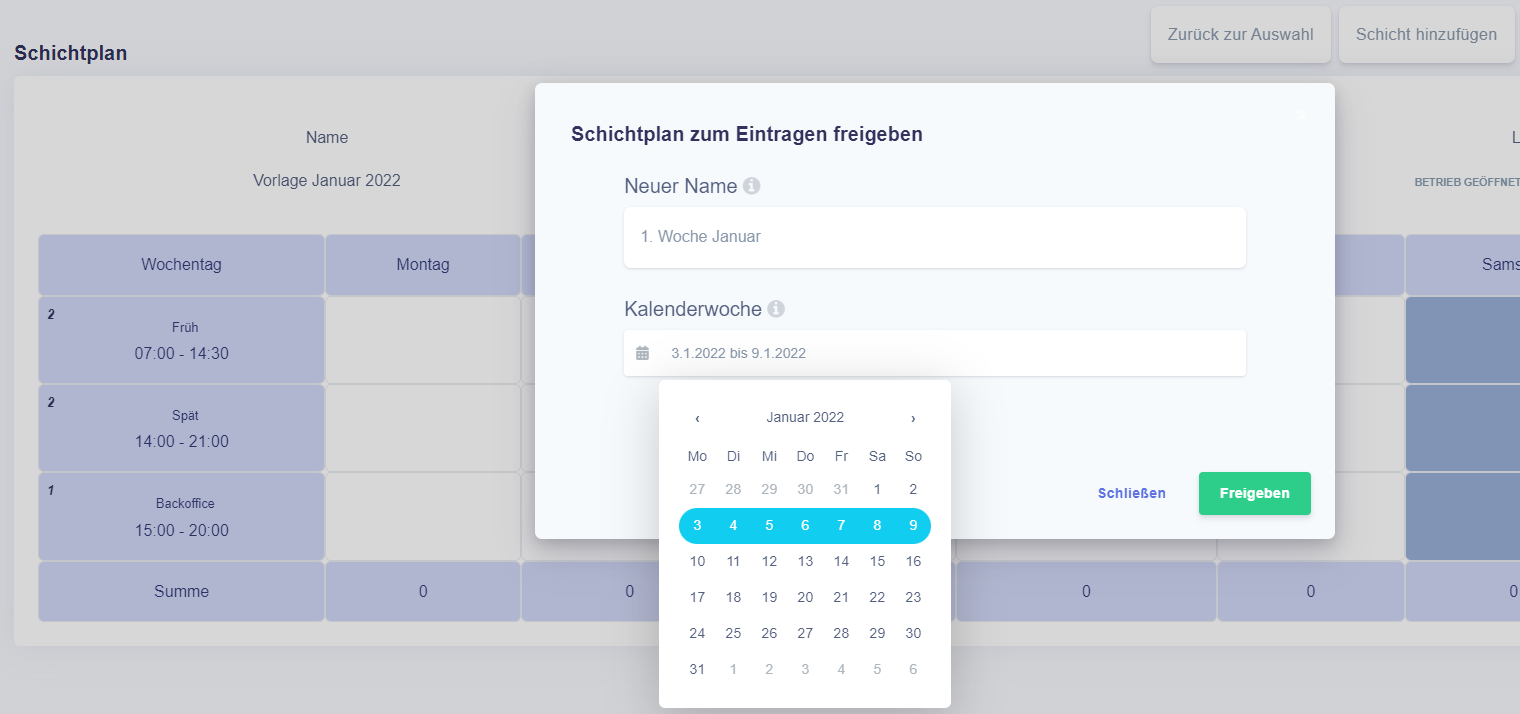 Zurück zur Auswahl
Schicht hinzufügen
Schichtplan
Name
Vorlage Januar 2022
L
BETRIEB GEÖFFNET
Schichtplan zum Eintragen freigeben
Neuer Name
1. Woche Januar
Kalenderwoche
3.1.2022 bis 9.1.2022
‹ Januar 2022 ›
Mo Di Mi Do Fr Sa So
27 28 29 30 31 1 2
3 4 5 6 7 8 9
10 11 12 13 14 15 16
17 18 19 20 21 22 23
24 25 26 27 28 29 30
31 1 2 3 4 5 6
Schließen
Freigeben
Wochentag Montag Sams
2
Früh
07:00 - 14:30
2
Spät
14:00 - 21:00
1
Backoffice
15:00 - 20:00
Summe 0 0 0 0 0